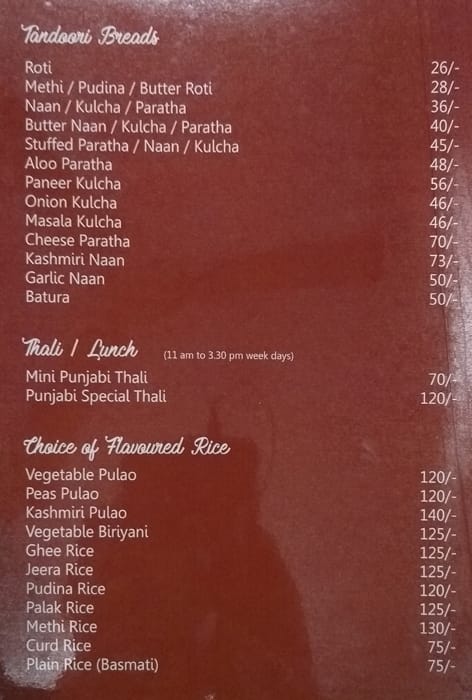 Tandoori Breads
Roti 26/-
Methi / Pudina / Butter Roti 28/-
Naan / Kulcha / Paratha 36/-
Butter Naan / Kulcha / Paratha 40/-
Stuffed Paratha / Naan / Kulcha 45/-
Aloo Paratha 48/-
Paneer Kulcha 56/-
Onion Kulcha 46/-
Masala Kulcha 46/-
Cheese Paratha 70/-
Kashmiri Naan 73/-
Garlic Naan 50/-
Batura 50/-
Thali / Lunch (11 am to 3.30 pm week days)
Mini Punjabi Thali 70/-
Punjabi Special Thali 120/-
Choice of Flavoured Rice
Vegetable Pulao 120/-
Peas Pulao 120/-
Kashmiri Pulao 140/-
Vegetable Biriyani 125/-
Ghee Rice 125/-
Jeera Rice 125/-
Pudina Rice 120/-
Palak Rice 125/-
Methi Rice 130/-
Curd Rice 75/-
Plain Rice (Basmati) 75/-